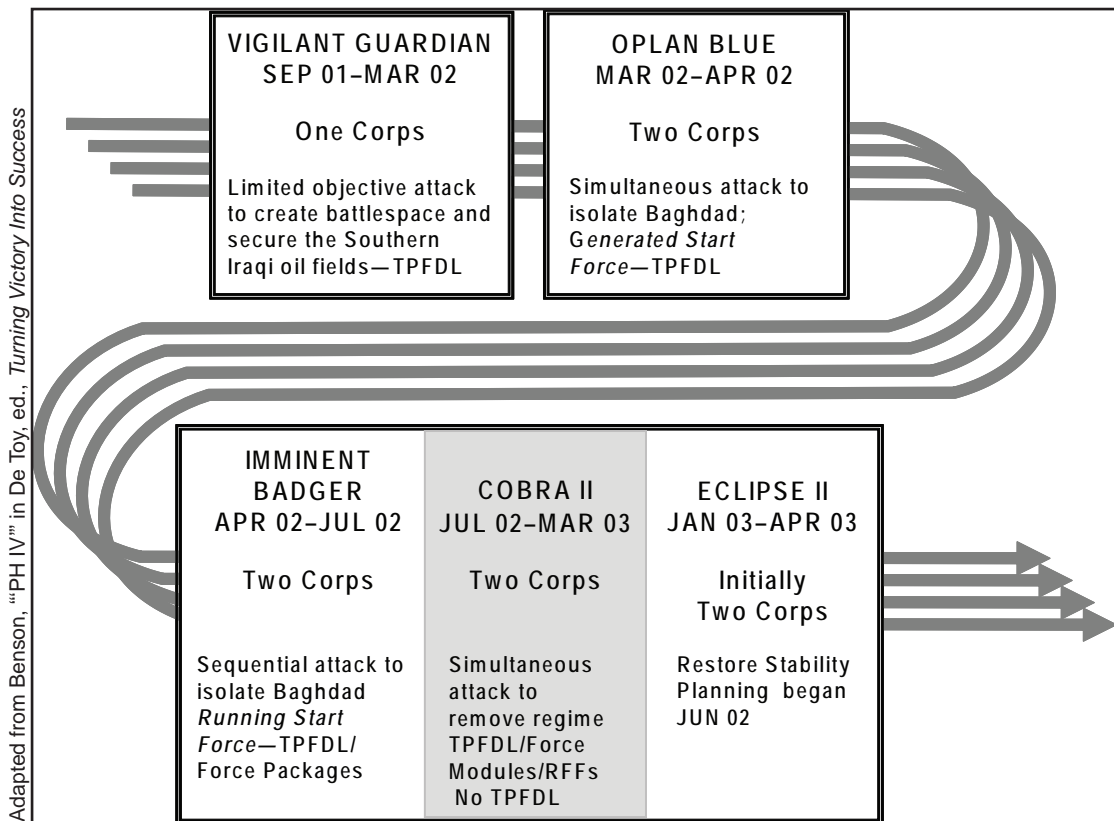 VIGILANT GUARDIAN
SEP 01–MAR 02
One Corps
Limited objective attack
to create battlespace and
secure the Southern
Iraqi oil fields—TPFDL
OPLAN BLUE
MAR 02–APR 02
Two Corps
Simultaneous attack to
isolate Baghdad;
Generated Start
Force—TPFDL
IMMINENT
BADGER
APR 02–JUL 02
Two Corps
Sequential attack to
isolate Baghdad
Running Start
Force—TPFDL/
Force Packages
COBRA II
JUL 02–MAR 03
Two Corps
Simultaneous
attack to
remove regime
TPFDL/Force
Modules/RFFs
No TPFDL
ECLIPSE II
JAN 03–APR 03
Initially
Two Corps
Restore Stability
Planning began
JUN 02
Adapted from Benson, “‘PH IV’” in De Toy, ed., Turning Victory Into Success